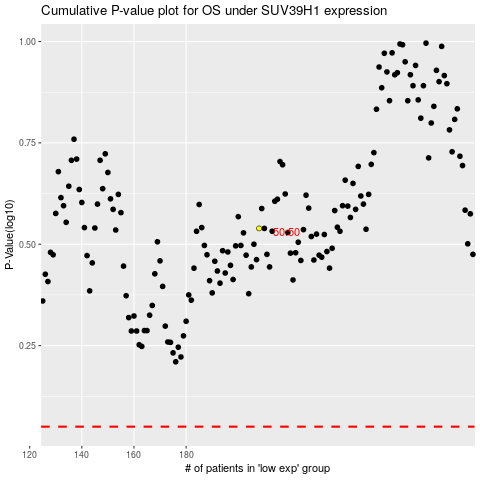 Cumulative P-value plot for OS under SUV39H1 expression
P-Value(log10)
1.00
0.75
0.50
0.25
50:50
120 140 160 180
# of patients in 'low exp' group